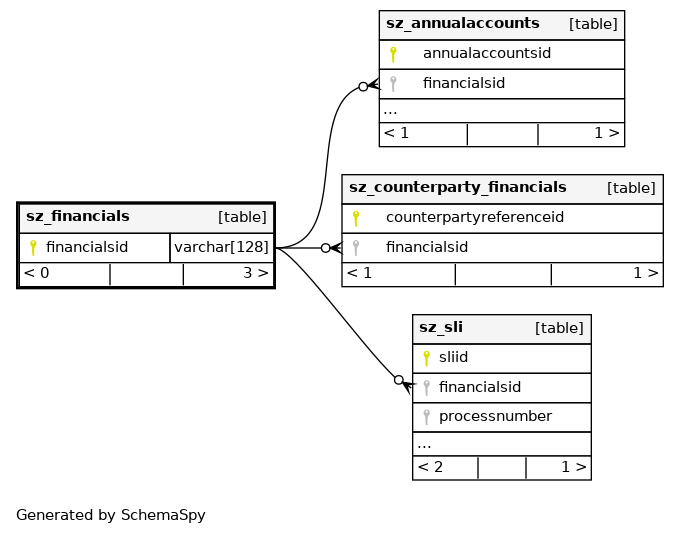 sz_annualaccounts [table]
annualaccountsid
financialsid
...
< 1 1 >
sz_counterparty_financials [table]
counterpartyreferenceid
financialsid
< 1 1 >
sz_financials [table]
financialsid varchar[128]
< 0 3 >
sz_sli [table]
sliid
financialsid
processnumber
...
< 2 1 >
Generated by SchemaSpy